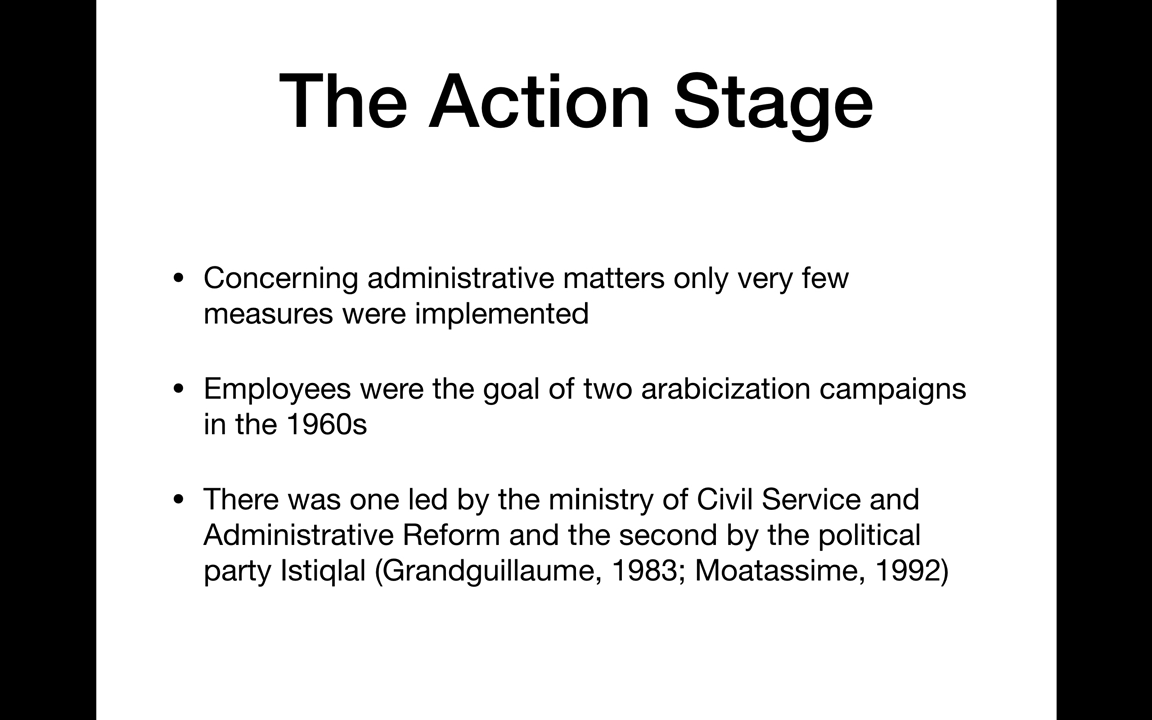 The Action Stage
• Concerning administrative matters only very few
measures were implemented
• Employees were the goal of two arabicization campaigns
in the 1960s
• There was one led by the ministry of Civil Service and
Administrative Reform and the second by the political
party Istiqlal (Grandguillaume, 1983; Moatassime, 1992)